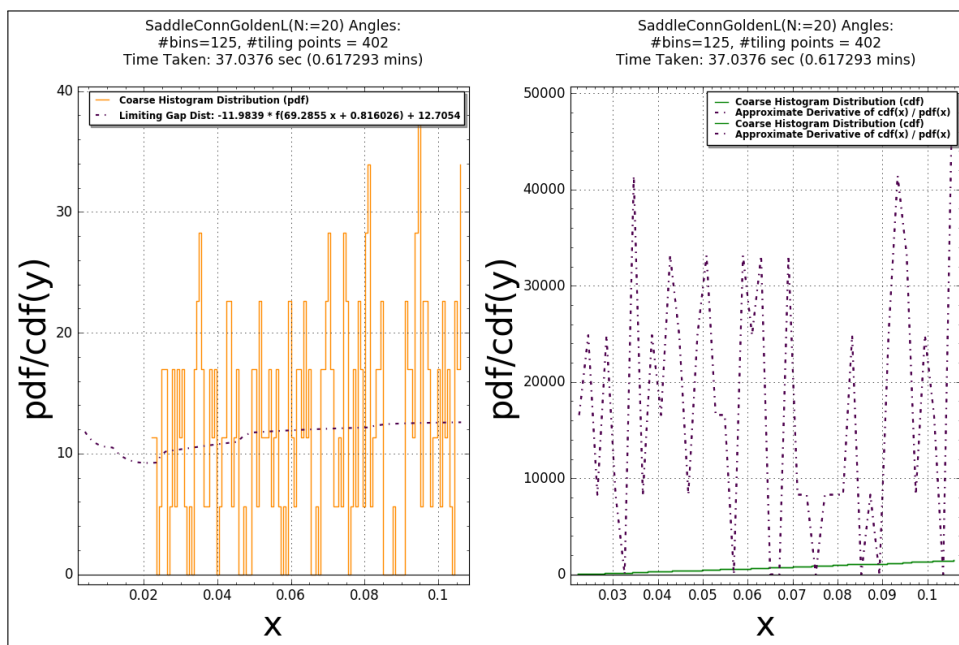 SaddleConnGoldenL(N:=20) Angles:
#bins=125, #tiling points = 402
Time Taken: 37.0376 sec (0.617293 mins)
Coarse Histogram Distribution (pdf)
Limiting Gap Dist: -11.9839 * f(69.2855 x + 0.816026) + 12.7054
40
30
20
10
0
pdf/cdf(y)
0.02
0.04
0.06
0.08
0.1
x
SaddleConnGoldenL(N:=20) Angles:
#bins=125, #tiling points = 402
Time Taken: 37.0376 sec (0.617293 mins)
Coarse Histogram Distribution (cdf)
Approximate Derivative of cdf(x) / pdf(x)
Coarse Histogram Distribution (cdf)
Approximate Derivative of cdf(x) / pdf(x)
50000
40000
30000
20000
10000
0
pdf/cdf(y)
0.03
0.04
0.05
0.06
0.07
0.08
0.09
0.1
x